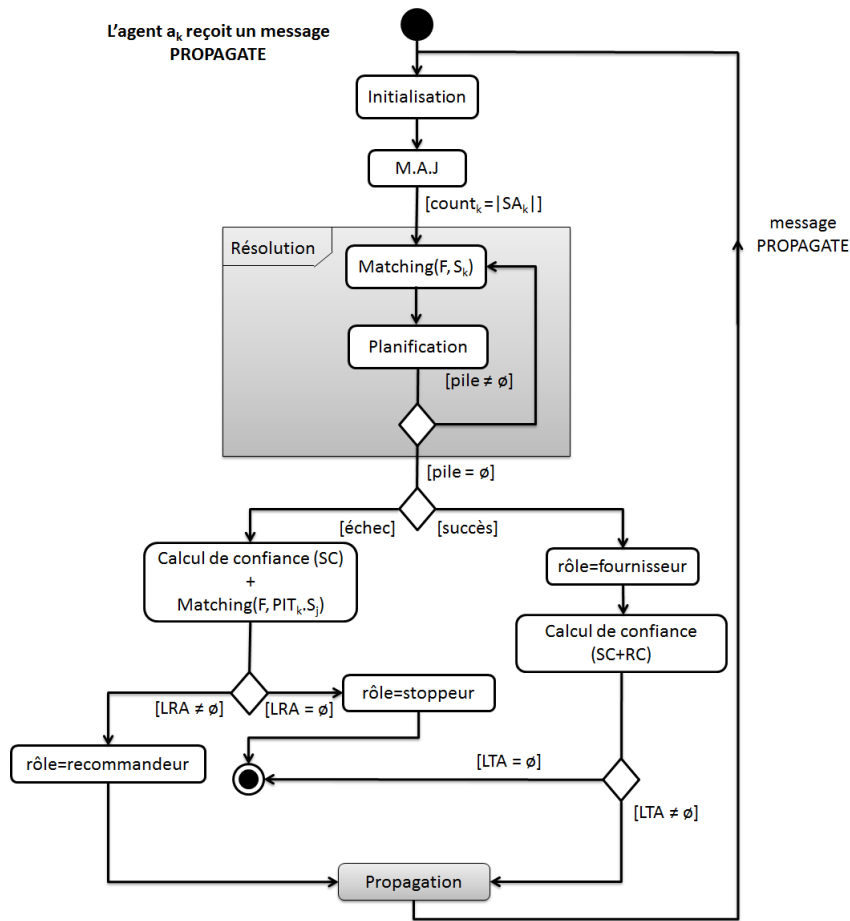 L'agent aₖ reçoit un message
PROPAGATE
Initialisation
M.A.J
[countₖ=|SAₖ|]
message
PROPAGATE
Résolution
Matching(F, Sₖ)
Planification
[pile ≠ ø]
[pile = ø]
[échec]
[succès]
Calcul de confiance (SC)
+
Matching(F, PITₖ.Sⱼ)
rôle=fournisseur
Calcul de confiance
(SC+RC)
[LRA ≠ ø]
[LRA = ø]
rôle=stoppeur
rôle=recommandeur
[LTA = ø]
[LTA ≠ ø]
Propagation